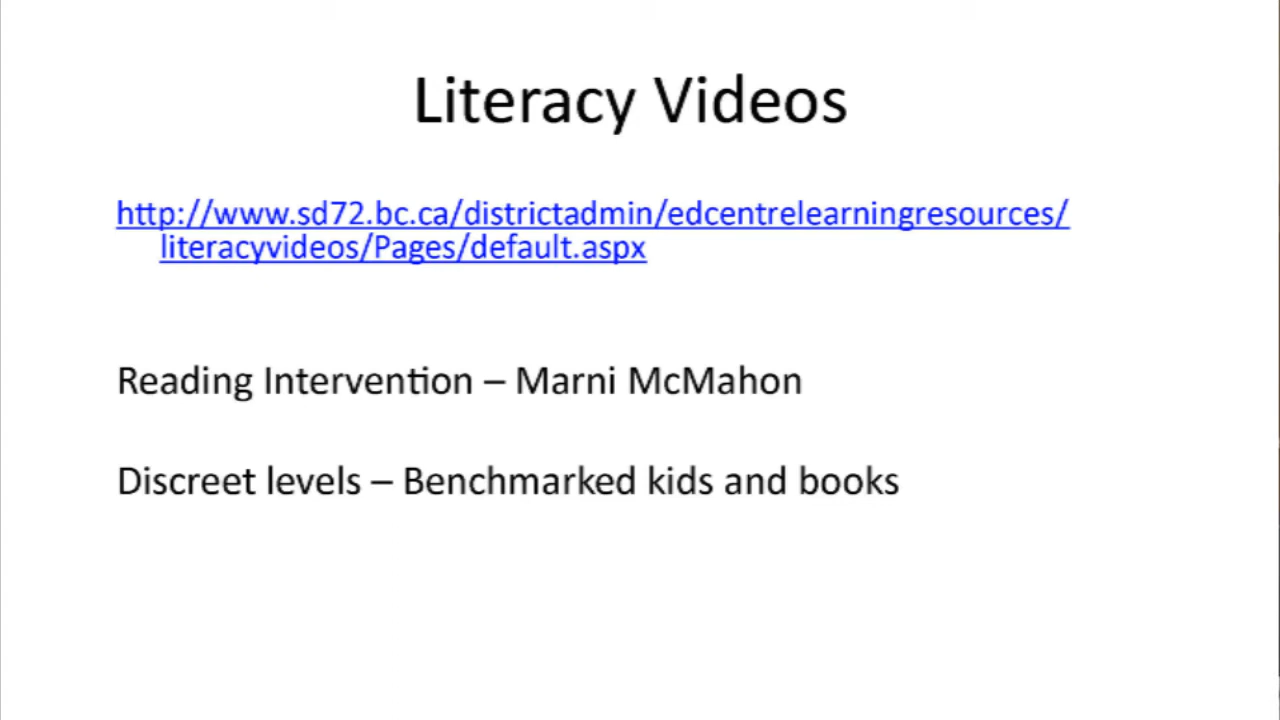 Literacy Videos
http://www.sd72.bc.ca/districtadmin/edcentrelearningresources/
literacyvideos/Pages/default.aspx
Reading Intervention – Marni McMahon
Discreet levels – Benchmarked kids and books